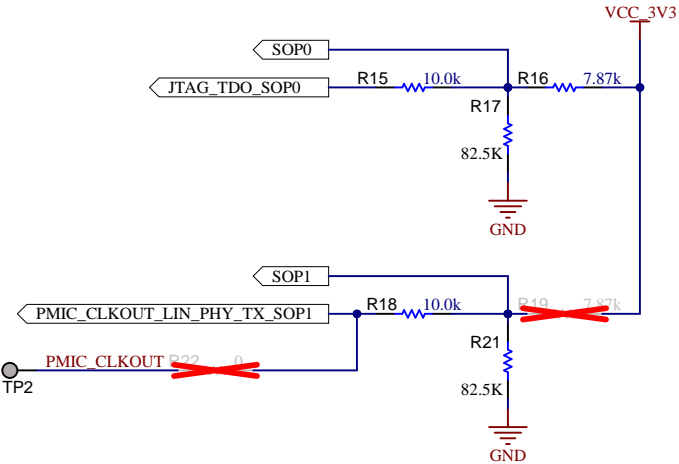 VCC_3V3
SOP0
JTAG_TDO_SOP0
R15
10.0k
R16
7.87k
R17
82.5K
GND
SOP1
PMIC_CLKOUT_LIN_PHY_TX_SOP1
R18
10.0k
R19
7.87k
PMIC_CLKOUT
R22
0
TP2
R21
82.5K
GND